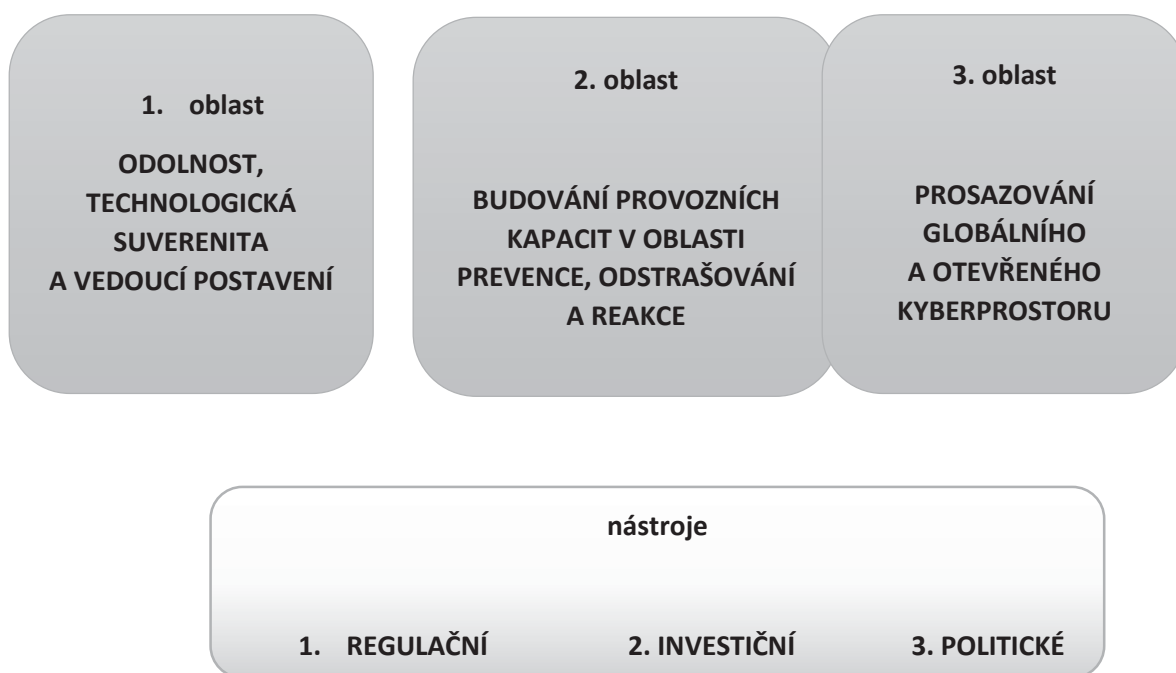 1. oblast
ODOLNOST,
TECHNOLOGICKÁ
SUVERENITA
A VEDOUCÍ POSTAVENÍ
2. oblast
BUDOVÁNÍ PROVOZNÍCH
KAPACIT V OBLASTI
PREVENCE, ODSTRAŠOVÁNÍ
A REAKCE
3. oblast
PROSAZOVÁNÍ
GLOBÁLNÍHO
A OTEVŘENÉHO
KYBERPROSTORU
nástroje
1. REGULAČNÍ 2. INVESTIČNÍ 3. POLITICKÉ